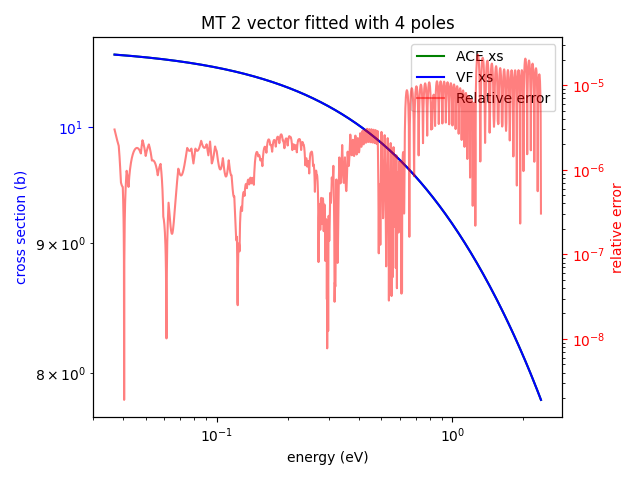 MT 2 vector fitted with 4 poles
ACE xs
VF xs
Relative error
cross section (b)
10¹
9 × 10⁰
8 × 10⁰
10⁻⁵
10⁻⁶
10⁻⁷
10⁻⁸
relative error
10⁻¹
10⁰
energy (eV)